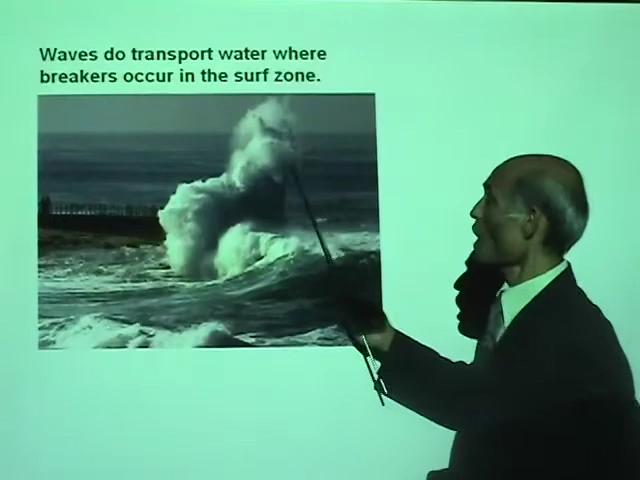 Waves do transport water where
breakers occur in the surf zone.